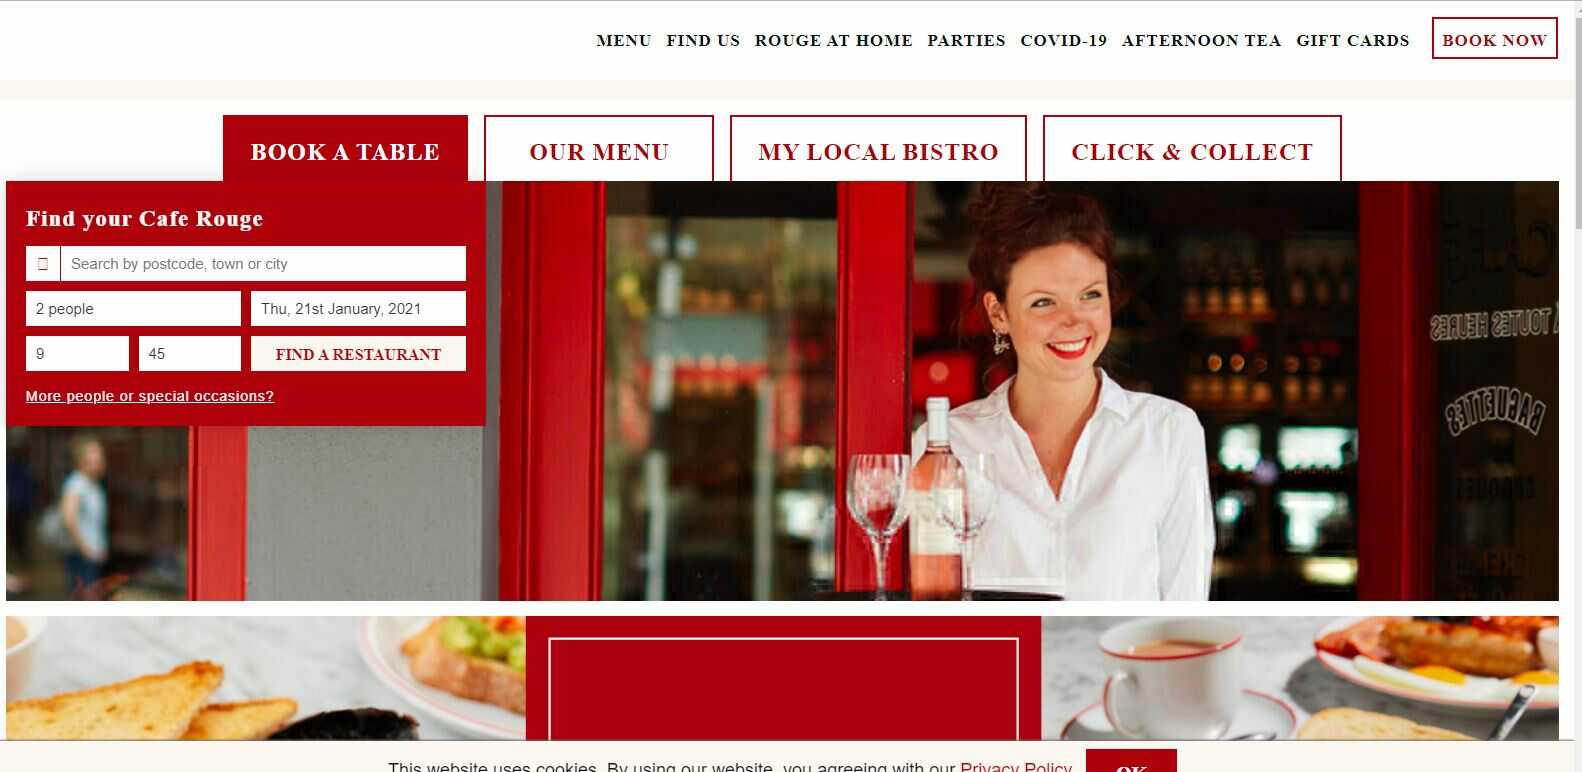 MENU FIND US ROUGE AT HOME PARTIES COVID-19 AFTERNOON TEA GIFT CARDS BOOK NOW
BOOK A TABLE OUR MENU MY LOCAL BISTRO CLICK & COLLECT
Find your Cafe Rouge
Search by postcode, town or city
2 people Thu, 21st January, 2021
9 45 FIND A RESTAURANT
More people or special occasions?
CAFÉ
À TOUTES HEURES
BAGUETTES
This website uses cookies. By using our website, you agreeing with our Privacy Policy OK